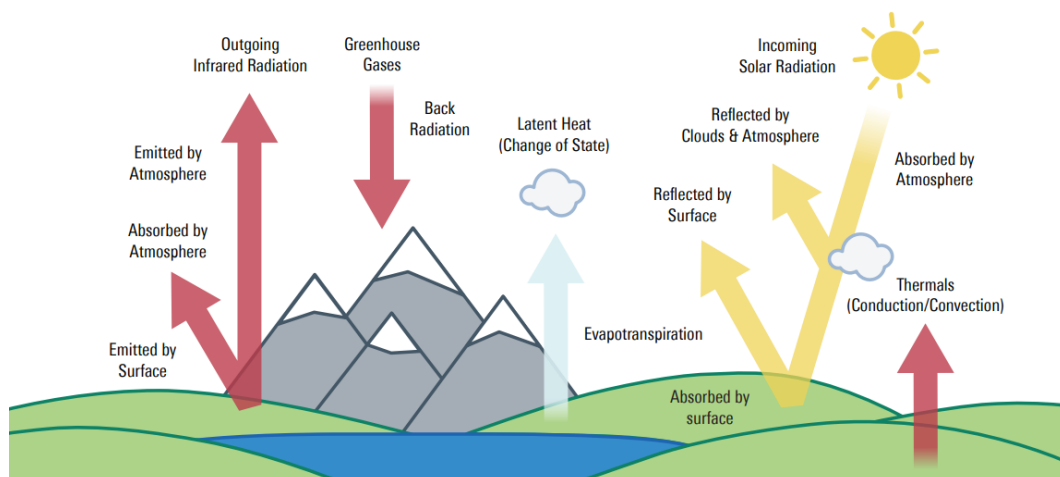 Outgoing
Infrared Radiation
Greenhouse
Gases
Back
Radiation
Emitted by
Atmosphere
Absorbed by
Atmosphere
Emitted by
Surface
Latent Heat
(Change of State)
Evapotranspiration
Incoming
Solar Radiation
Reflected by
Clouds & Atmosphere
Absorbed by
Atmosphere
Reflected by
Surface
Absorbed by
surface
Thermals
(Conduction/Convection)